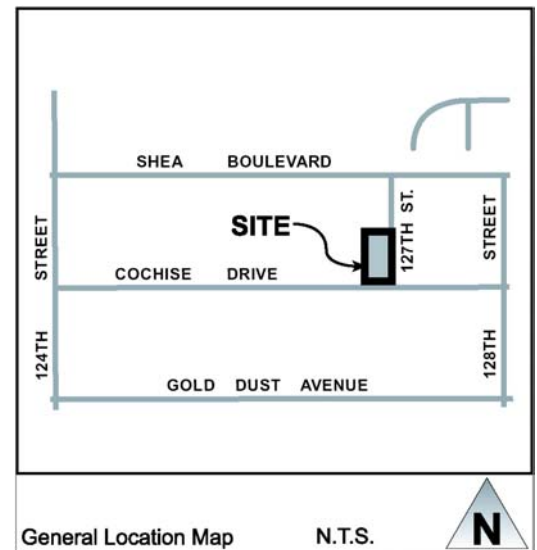 SHEA BOULEVARD
SITE
127TH ST.
STREET
STREET
COCHISE DRIVE
124TH
128TH
GOLD DUST AVENUE
General Location Map N.T.S.
N